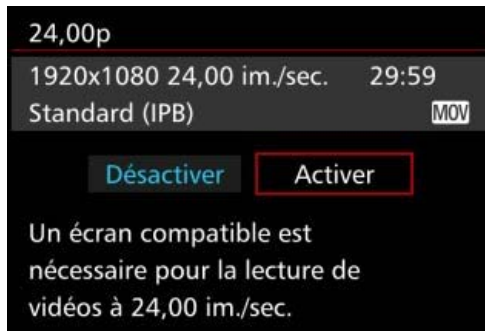 24,00p
1920x1080 24,00 im./sec. 29:59
Standard (IPB) MOV
Désactiver Activer
Un écran compatible est
nécessaire pour la lecture de
vidéos à 24,00 im./sec.